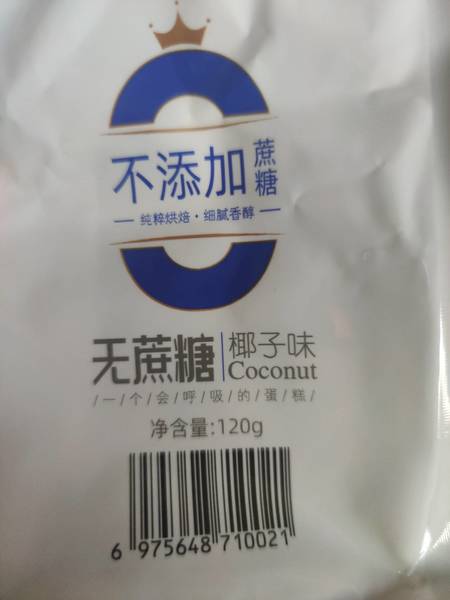 不添加蔗糖
纯粹烘焙·细腻香醇
无蔗糖 椰子味
Coconut
/一/个/会/呼/吸/的/蛋/糕/
净含量:120g
6 975648 710021